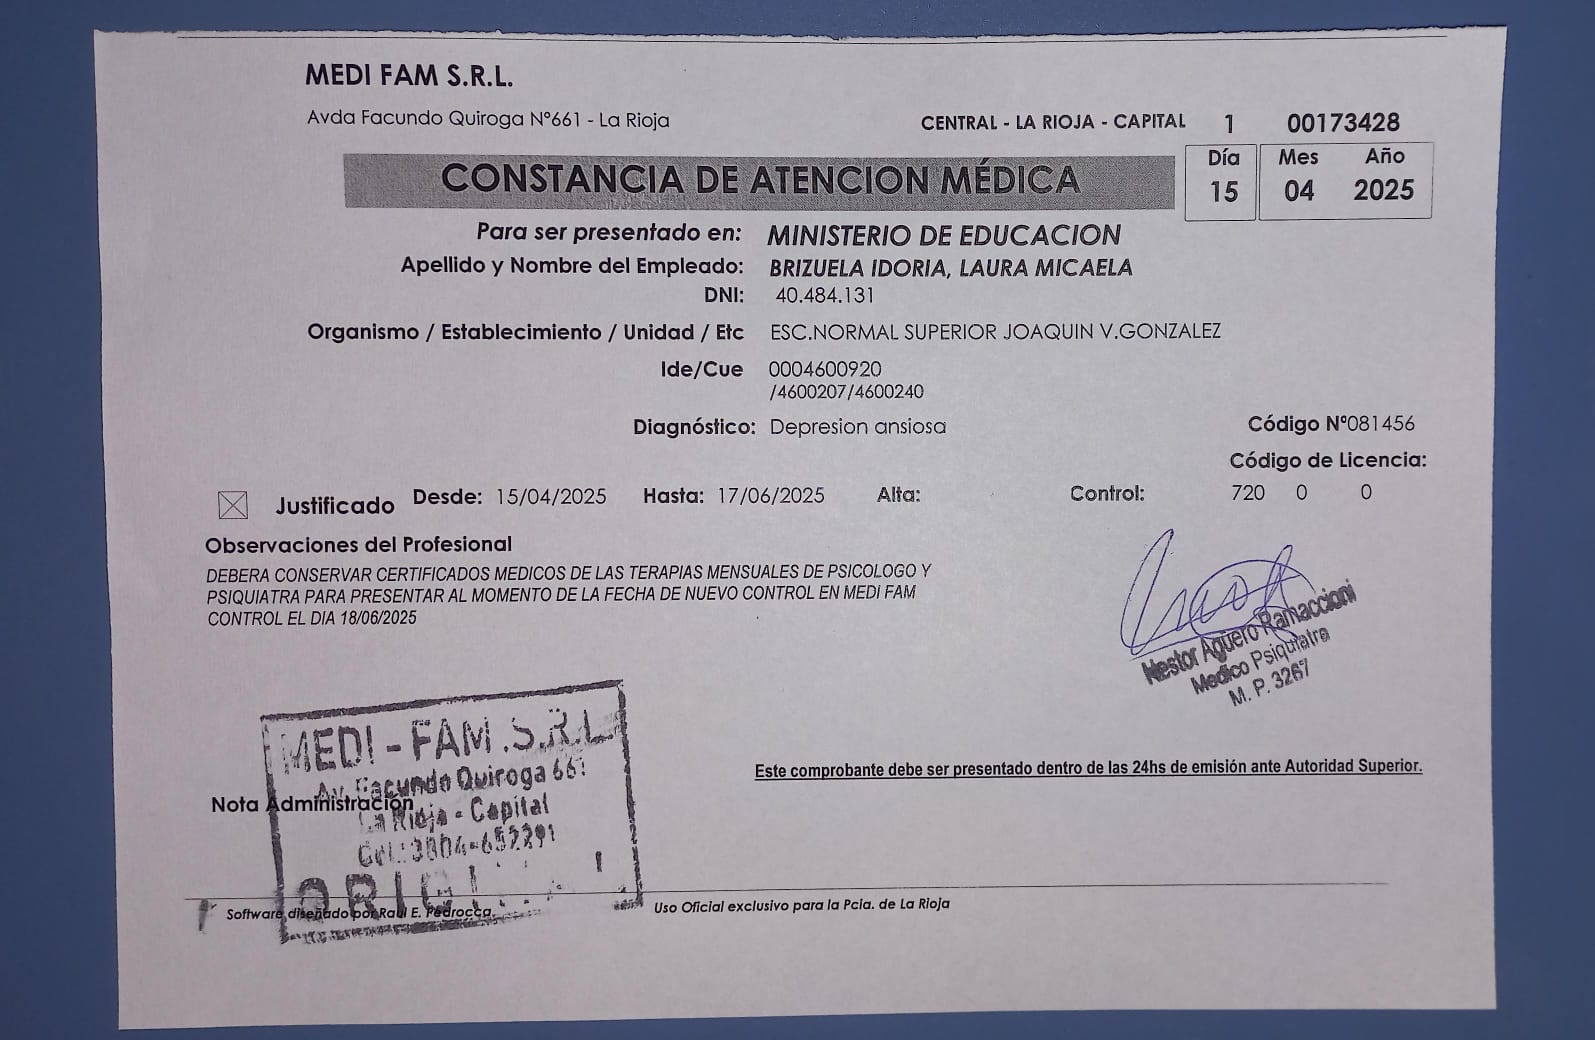 MEDI FAM S.R.L.
Avda Facundo Quiroga Nº661 - La Rioja
CENTRAL - LA RIOJA - CAPITAL 1 00173428
CONSTANCIA DE ATENCION MÉDICA
Día Mes Año
15 04 2025
Para ser presentado en: MINISTERIO DE EDUCACION
Apellido y Nombre del Empleado: BRIZUELA IDORIA, LAURA MICAELA
DNI: 40.484.131
Organismo / Establecimiento / Unidad / Etc ESC.NORMAL SUPERIOR JOAQUIN V.GONZALEZ
Ide/Cue 0004600920
/4600207/4600240
Diagnóstico: Depresion ansiosa Código Nº081456
Código de Licencia:
Justificado Desde: 15/04/2025 Hasta: 17/06/2025 Alta: Control: 720 0 0
Observaciones del Profesional
DEBERA CONSERVAR CERTIFICADOS MEDICOS DE LAS TERAPIAS MENSUALES DE PSICOLOGO Y
PSIQUIATRA PARA PRESENTAR AL MOMENTO DE LA FECHA DE NUEVO CONTROL EN MEDI FAM
CONTROL EL DIA 18/06/2025
Nestor Agüero Ramaccioni
Medico Psiquiatra
M. P. 3267
MEDI - FAM .S.R.L.
Av. Facundo Quiroga 661
La Rioja - Capital
Este comprobante debe ser presentado dentro de las 24hs de emisión ante Autoridad Superior.
Nota Administración
Software diseñado por Raul E. Pedrocca
Uso Oficial exclusivo para la Pcia. de La Rioja